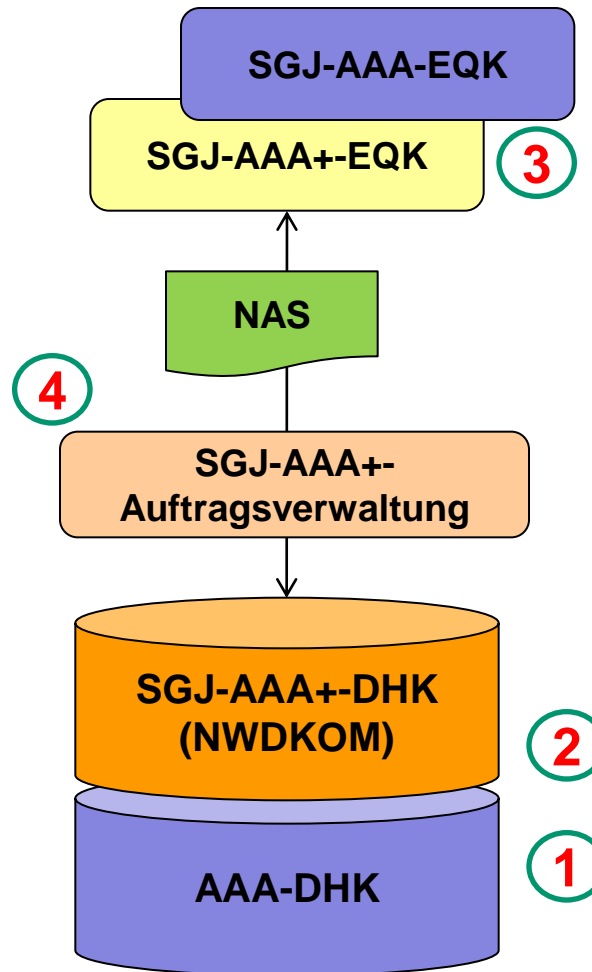 SGJ-AAA-EQK
SGJ-AAA+-EQK
3
NAS
4
SGJ-AAA+-
Auftragsverwaltung
SGJ-AAA+-DHK
(NWDKOM)
2
AAA-DHK
1